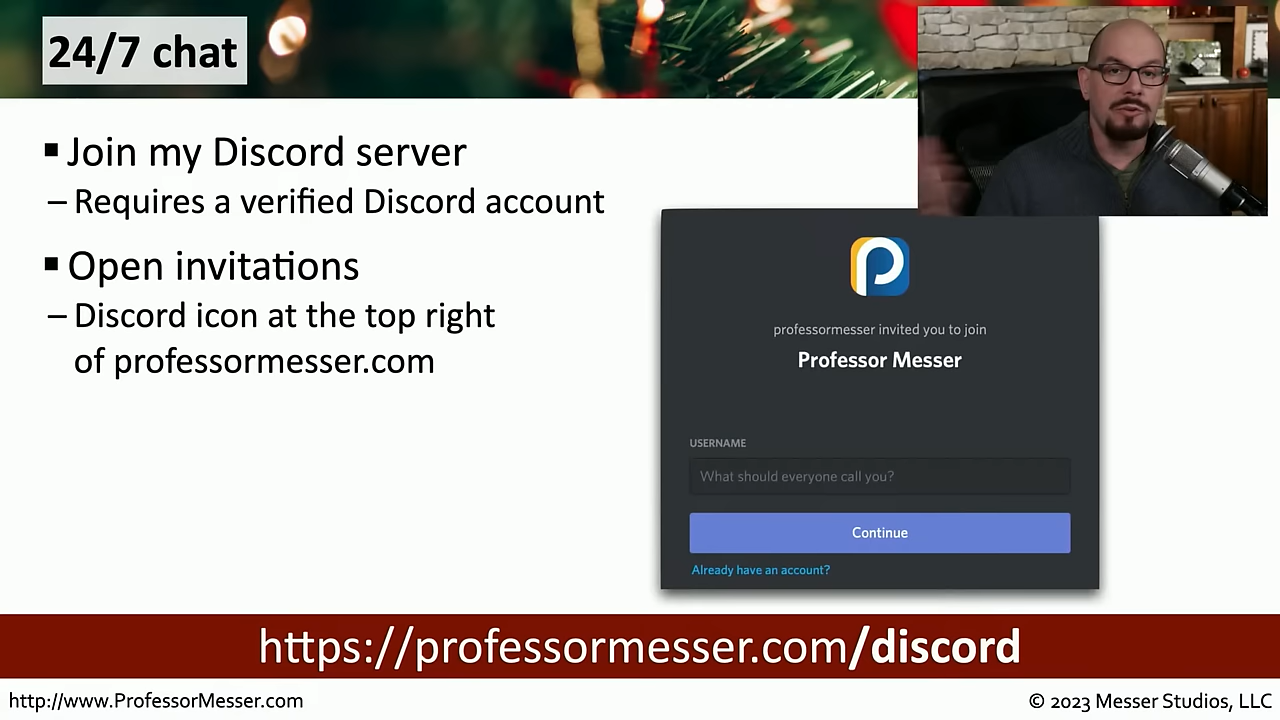 24/7 chat
▪ Join my Discord server
– Requires a verified Discord account
▪ Open invitations
– Discord icon at the top right
of professormesser.com
professormesser invited you to join
Professor Messer
USERNAME
What should everyone call you?
Continue
Already have an account?
https://professormesser.com/discord
http://www.ProfessorMesser.com
© 2023 Messer Studios, LLC